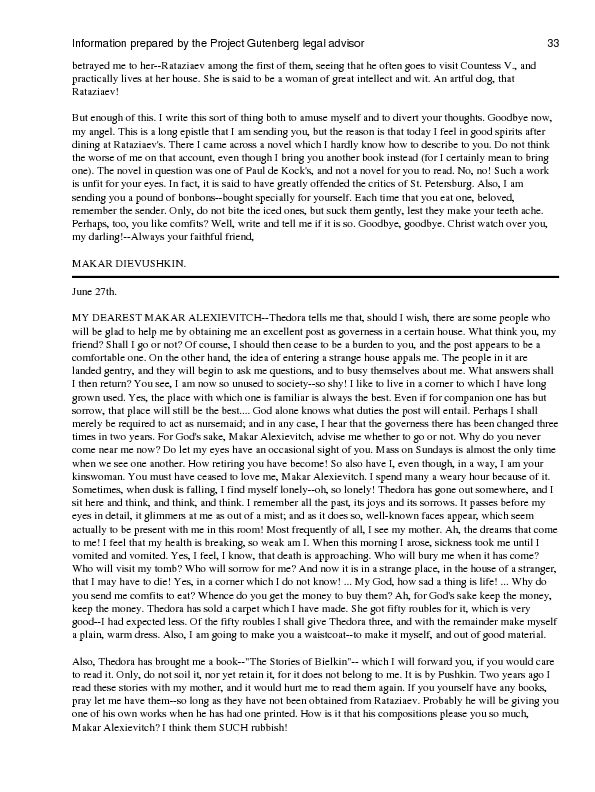 Information prepared by the Project Gutenberg legal advisor 33
betrayed me to her--Rataziaev among the first of them, seeing that he often goes to visit Countess V., and
practically lives at her house. She is said to be a woman of great intellect and wit. An artful dog, that
Rataziaev!
But enough of this. I write this sort of thing both to amuse myself and to divert your thoughts. Goodbye now,
my angel. This is a long epistle that I am sending you, but the reason is that today I feel in good spirits after
dining at Rataziaev's. There I came across a novel which I hardly know how to describe to you. Do not think
the worse of me on that account, even though I bring you another book instead (for I certainly mean to bring
one). The novel in question was one of Paul de Kock's, and not a novel for you to read. No, no! Such a work
is unfit for your eyes. In fact, it is said to have greatly offended the critics of St. Petersburg. Also, I am
sending you a pound of bonbons--bought specially for yourself. Each time that you eat one, beloved,
remember the sender. Only, do not bite the iced ones, but suck them gently, lest they make your teeth ache.
Perhaps, too, you like comfits? Well, write and tell me if it is so. Goodbye, goodbye. Christ watch over you,
my darling!--Always your faithful friend,
MAKAR DIEVUSHKIN.
June 27th.
MY DEAREST MAKAR ALEXIEVITCH--Thedora tells me that, should I wish, there are some people who
will be glad to help me by obtaining me an excellent post as governess in a certain house. What think you, my
friend? Shall I go or not? Of course, I should then cease to be a burden to you, and the post appears to be a
comfortable one. On the other hand, the idea of entering a strange house appals me. The people in it are
landed gentry, and they will begin to ask me questions, and to busy themselves about me. What answers shall
I then return? You see, I am now so unused to society--so shy! I like to live in a corner to which I have long
grown used. Yes, the place with which one is familiar is always the best. Even if for companion one has but
sorrow, that place will still be the best.... God alone knows what duties the post will entail. Perhaps I shall
merely be required to act as nursemaid; and in any case, I hear that the governess there has been changed three
times in two years. For God's sake, Makar Alexievitch, advise me whether to go or not. Why do you never
come near me now? Do let my eyes have an occasional sight of you. Mass on Sundays is almost the only time
when we see one another. How retiring you have become! So also have I, even though, in a way, I am your
kinswoman. You must have ceased to love me, Makar Alexievitch. I spend many a weary hour because of it.
Sometimes, when dusk is falling, I find myself lonely--oh, so lonely! Thedora has gone out somewhere, and I
sit here and think, and think, and think. I remember all the past, its joys and its sorrows. It passes before my
eyes in detail, it glimmers at me as out of a mist; and as it does so, well-known faces appear, which seem
actually to be present with me in this room! Most frequently of all, I see my mother. Ah, the dreams that come
to me! I feel that my health is breaking, so weak am I. When this morning I arose, sickness took me until I
vomited and vomited. Yes, I feel, I know, that death is approaching. Who will bury me when it has come?
Who will visit my tomb? Who will sorrow for me? And now it is in a strange place, in the house of a stranger,
that I may have to die! Yes, in a corner which I do not know! ... My God, how sad a thing is life! ... Why do
you send me comfits to eat? Whence do you get the money to buy them? Ah, for God's sake keep the money,
keep the money. Thedora has sold a carpet which I have made. She got fifty roubles for it, which is very
good--I had expected less. Of the fifty roubles I shall give Thedora three, and with the remainder make myself
a plain, warm dress. Also, I am going to make you a waistcoat--to make it myself, and out of good material.
Also, Thedora has brought me a book--"The Stories of Bielkin"-- which I will forward you, if you would care
to read it. Only, do not soil it, nor yet retain it, for it does not belong to me. It is by Pushkin. Two years ago I
read these stories with my mother, and it would hurt me to read them again. If you yourself have any books,
pray let me have them--so long as they have not been obtained from Rataziaev. Probably he will be giving you
one of his own works when he has had one printed. How is it that his compositions please you so much,
Makar Alexievitch? I think them SUCH rubbish!